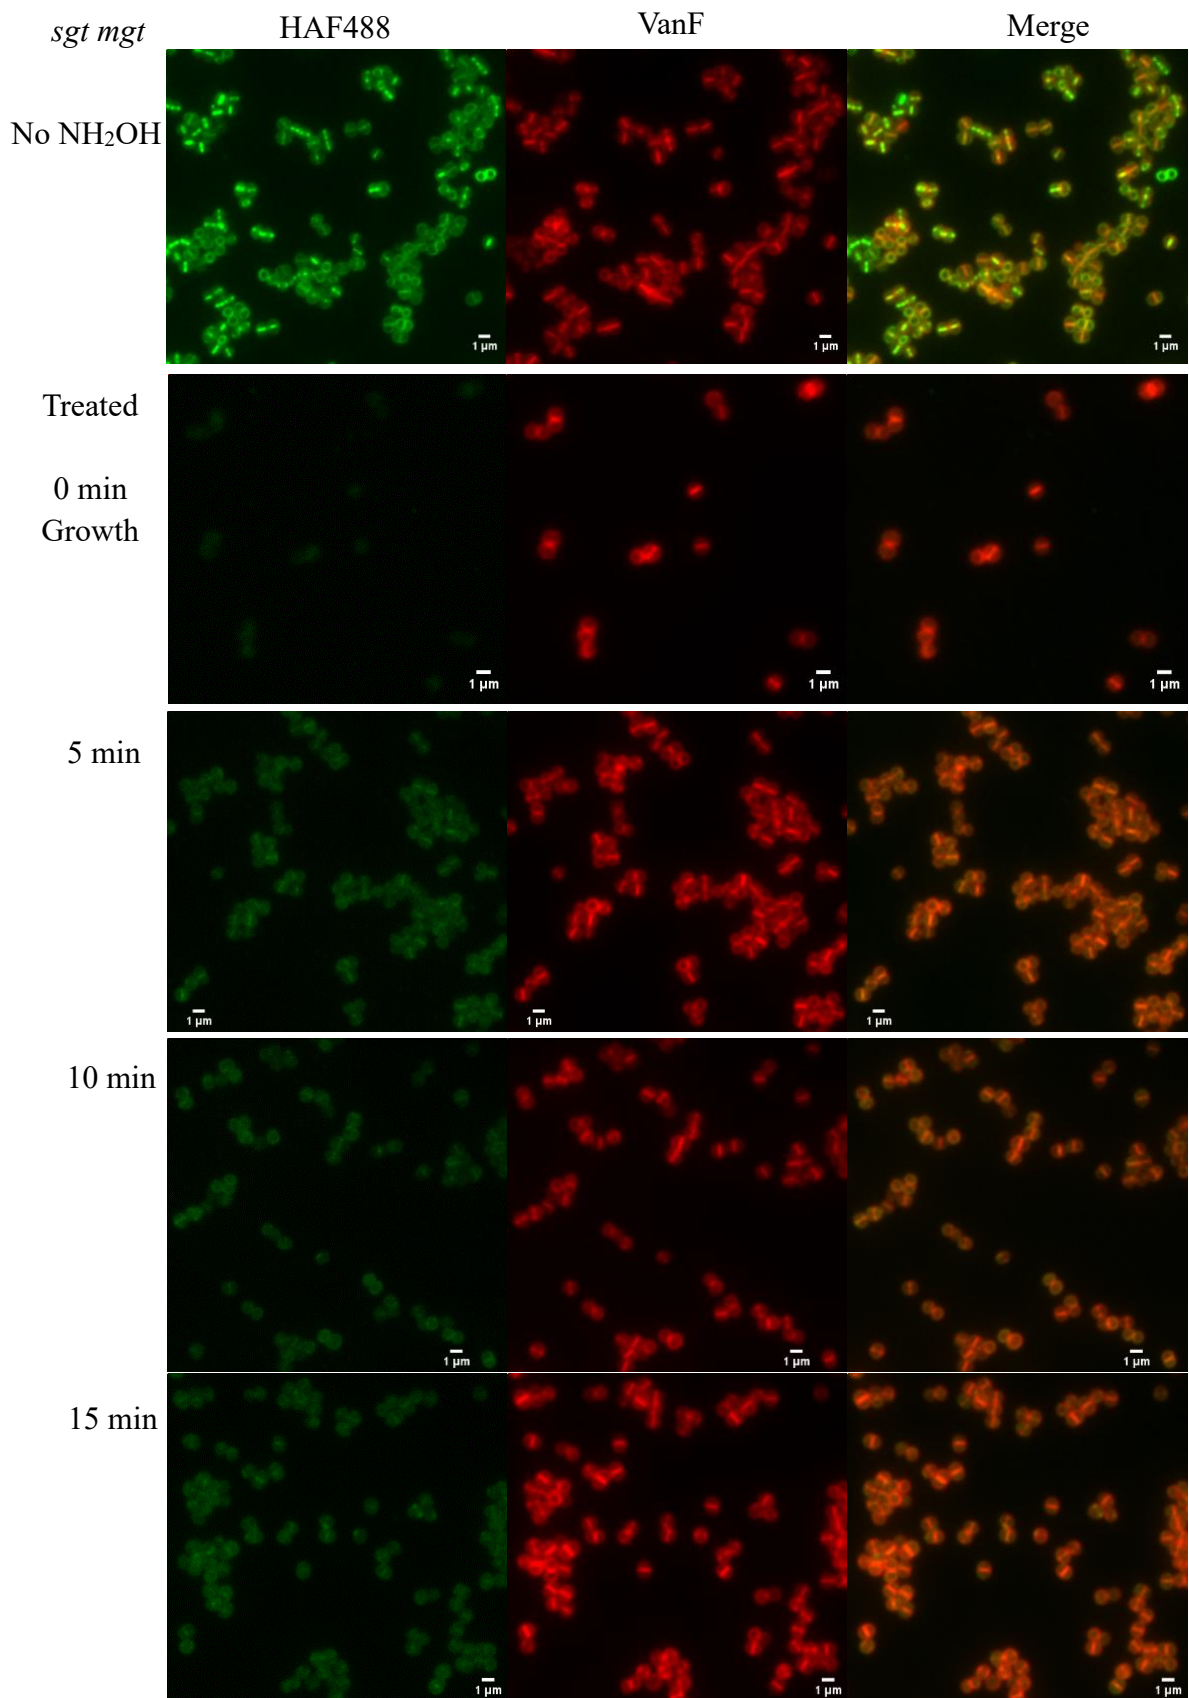 sgt mgt HAF488 VanF Merge
No NH₂OH
1 µm 1 µm 1 µm
Treated
0 min
Growth
1 µm 1 µm 1 µm
5 min
1 µm 1 µm 1 µm
10 min
1 µm 1 µm 1 µm
15 min
1 µm 1 µm 1 µm